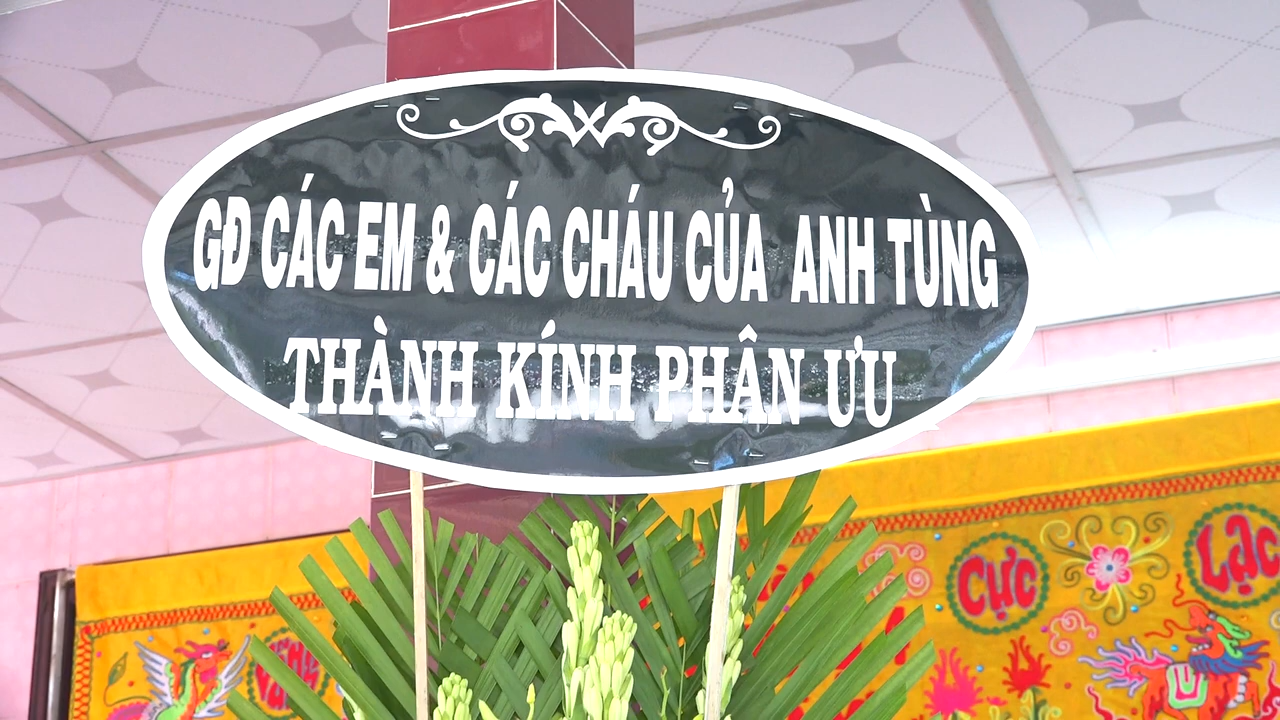 GĐ CÁC EM & CÁC CHÁU CỦA ANH TÙNG
THÀNH KÍNH PHÂN ƯU
CỰC
LẠC